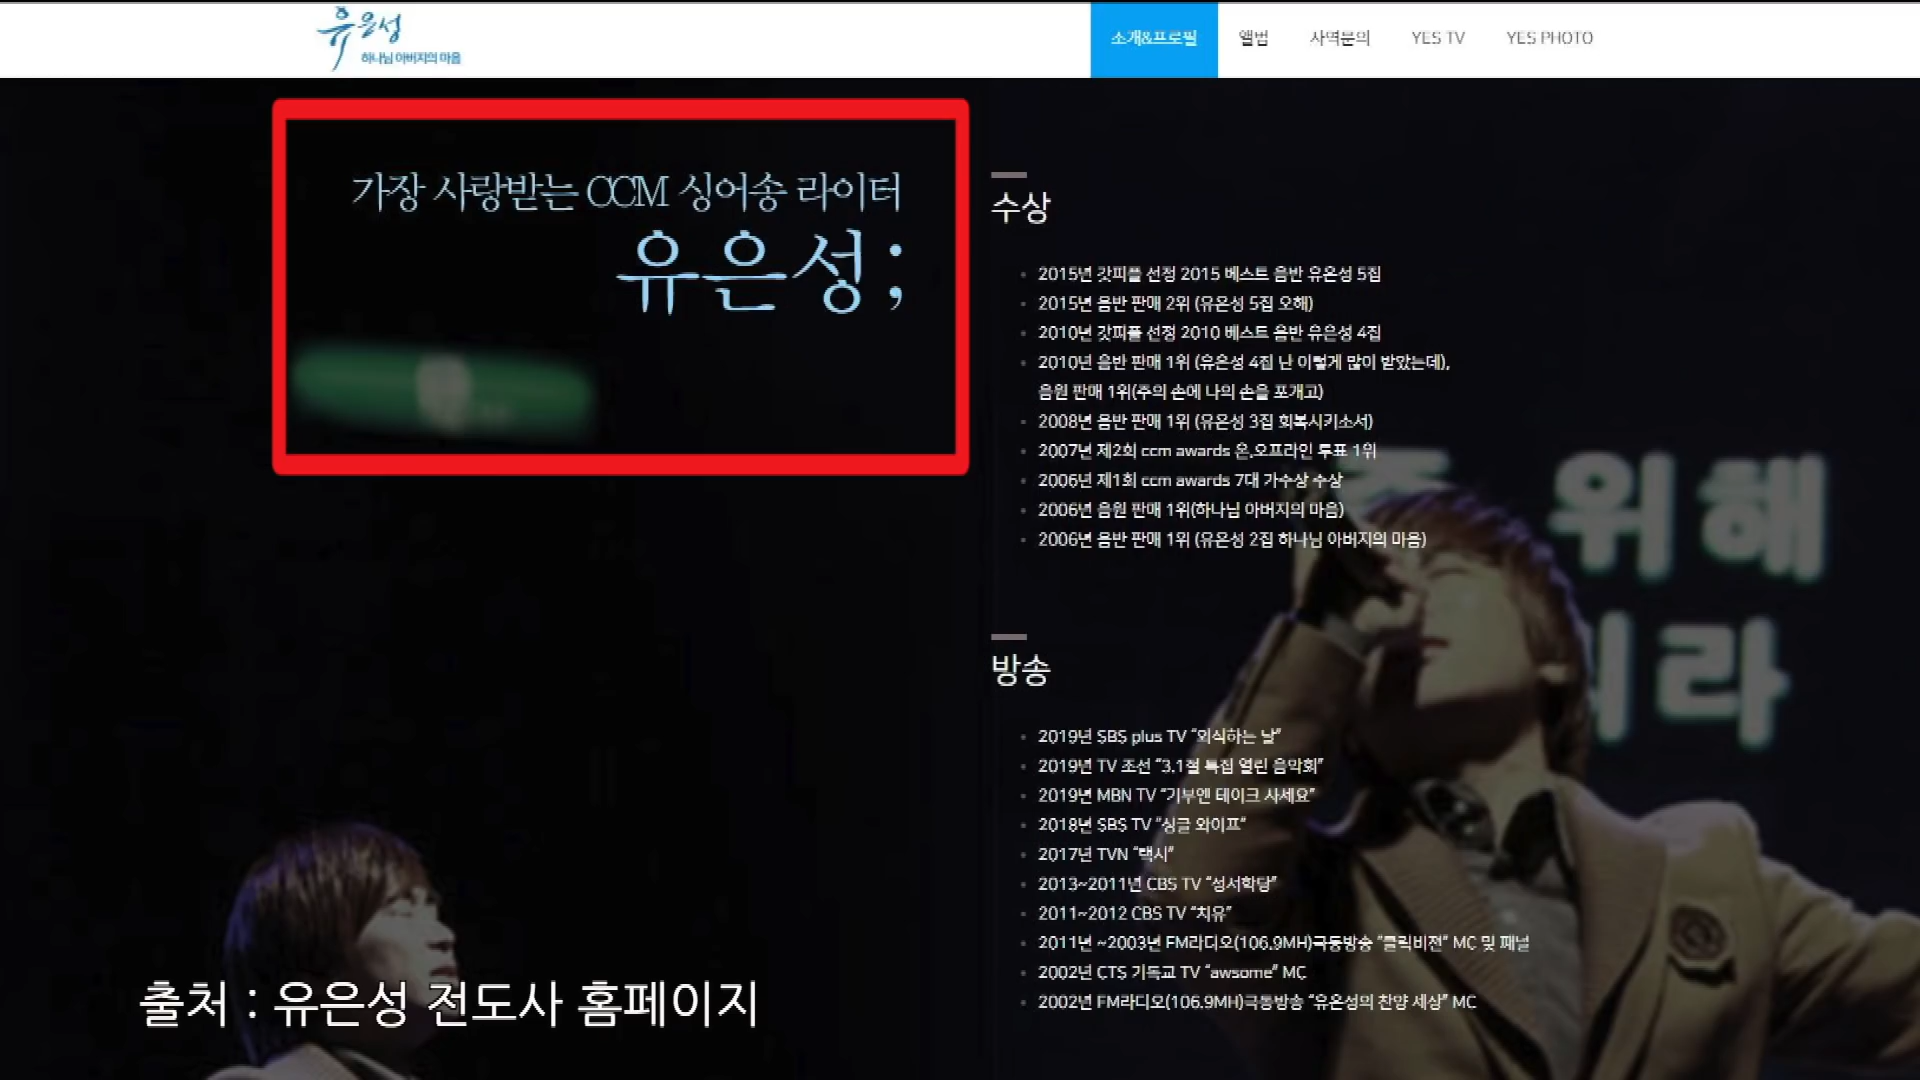 유은성
하나님 아버지의 마음
소개&프로필
앨범
사역문의
YES TV
YES PHOTO
가장 사랑받는 CCM 싱어송 라이터
유은성;
수상
2015년 갓피플 선정 2015 베스트 음반 유은성 5집
2015년 음반 판매 2위 (유은성 5집 오해)
2010년 갓피플 선정 2010 베스트 음반 유은성 4집
2010년 음반 판매 1위 (유은성 4집 난 이렇게 많이 받았는데),
음원 판매 1위(주의 손에 나의 손을 포개고)
2008년 음반 판매 1위 (유은성 3집 회복시키소서)
2007년 제2회 ccm awards 온,오프라인 투표 1위
2006년 제1회 ccm awards 7대 가수상 수상
2006년 음원 판매 1위(하나님 아버지의 마음)
2006년 음반 판매 1위 (유은성 2집 하나님 아버지의 마음)
위해
리라
방송
2019년 SBS plus TV “외식하는 날”
2019년 TV 조선 “3.1절 특집 열린 음악회”
2019년 MBN TV “기부앤 테이크 사세요”
2018년 SBS TV “싱글 와이프”
2017년 TVN “택시”
2013~2011년 CBS TV “성서학당”
2011~2012 CBS TV “치유”
2011년 ~2003년 FM라디오(106.9MH)극동방송 “클릭비전” MC 및 패널
2002년 CTS 기독교 TV “awsome” MC
2002년 FM라디오(106.9MH)극동방송 “유은성의 찬양 세상” MC
출처 : 유은성 전도사 홈페이지